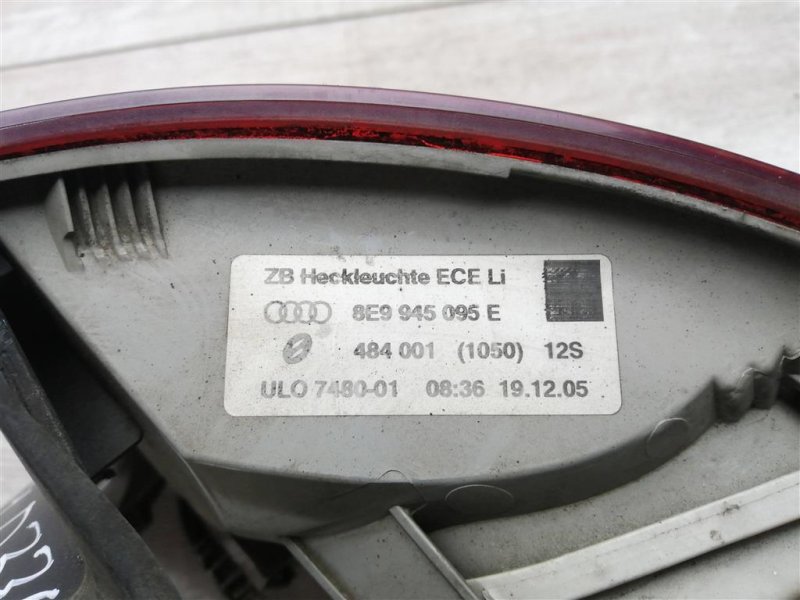 ZB Heckleuchte ECE Li
8E9 945 095 E
484 001 (1050) 12S
ULO 7480-01 08:36 19.12.05